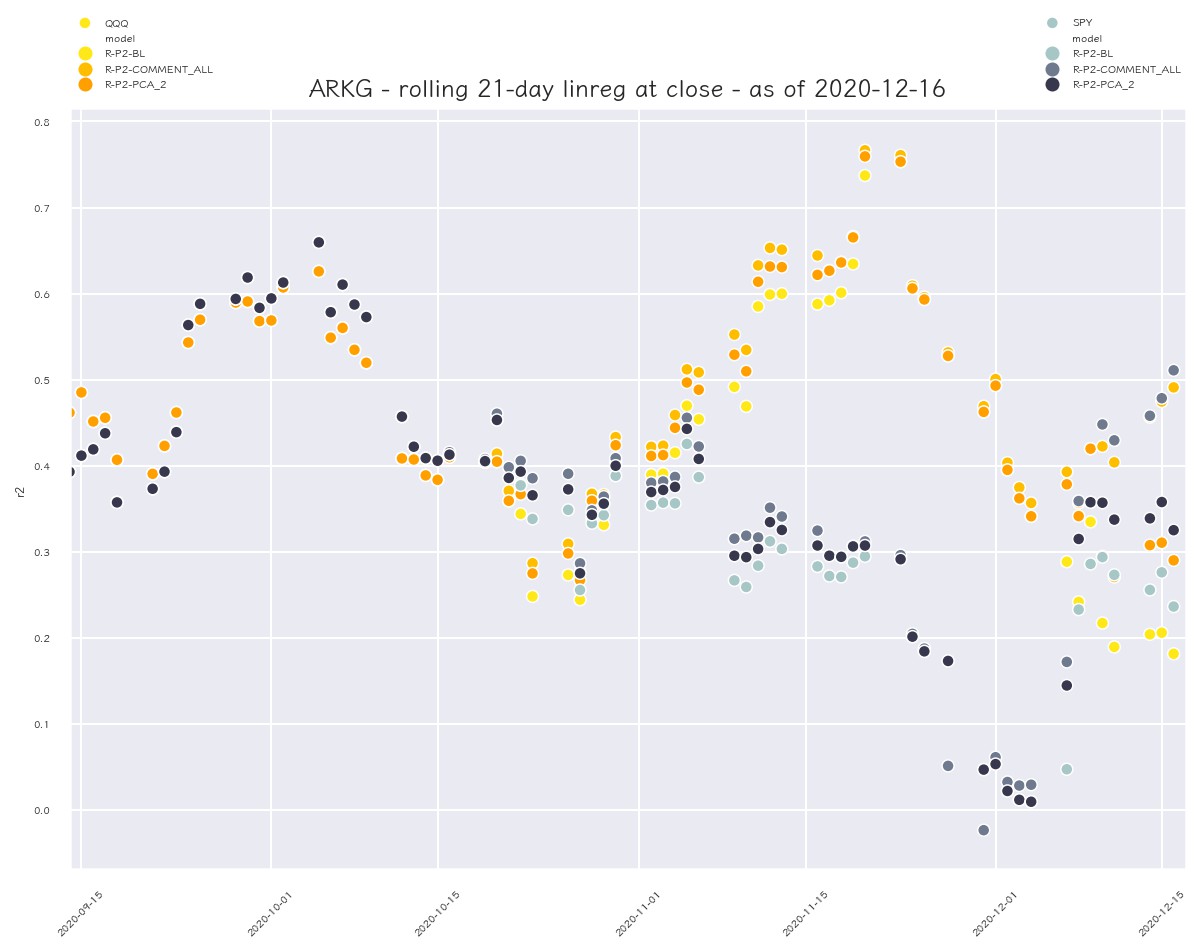 QQQ
model
R-P2-BL
R-P2-COMMENT_ALL
R-P2-PCA_2
SPY
model
R-P2-BL
R-P2-COMMENT_ALL
R-P2-PCA_2
ARKG - rolling 21-day linreg at close - as of 2020-12-16
0.8
0.7
0.6
0.5
0.4
0.3
0.2
0.1
0.0
r2
2020-09-15
2020-10-01
2020-10-15
2020-11-01
2020-11-15
2020-12-01
2020-12-15